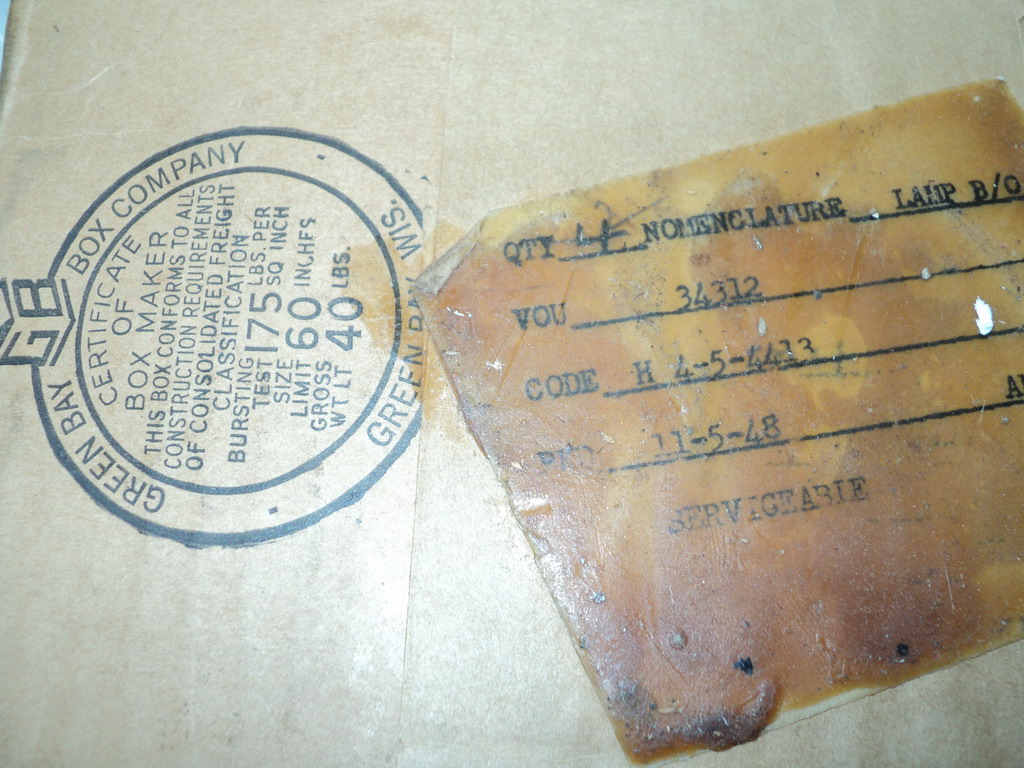 GB
GREEN BAY BOX COMPANY
GREEN BAY WIS.
CERTIFICATE
OF
BOX MAKER
THIS BOX CONFORMS TO ALL
CONSTRUCTION REQUIREMENTS
OF CONSOLIDATED FREIGHT
CLASSIFICATION
BURSTING TEST 175 LBS. PER SQ INCH
SIZE LIMIT 60 INCHES
GROSS WT LT 40 LBS.
QTY NOMENCLATURE LAMP B/O
VOU 34312
CODE H 4-5-4413
11-5-48
SERVICEABLE